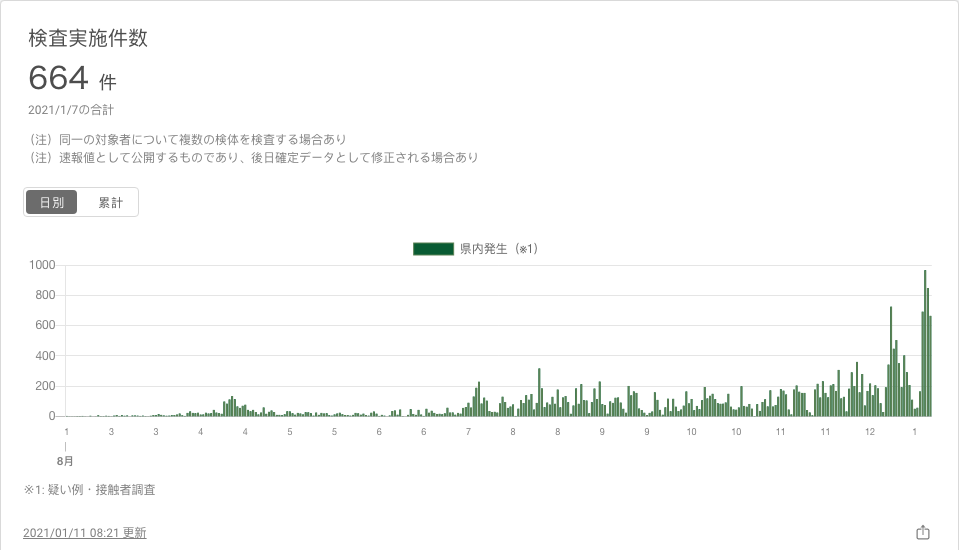 検査実施件数
664 件
2021/1/7の合計
（注）同一の対象者について複数の検体を検査する場合あり
（注）速報値として公開するものであり、後日確定データとして修正される場合あり
日別 累計
県内発生（※1）
1000
800
600
400
200
0
1 3 3 4 4 5 5 6 6 7 8 8 9 9 10 10 11 11 12 1
8月
※1: 疑い例・接触者調査
2021/01/11 08:21 更新